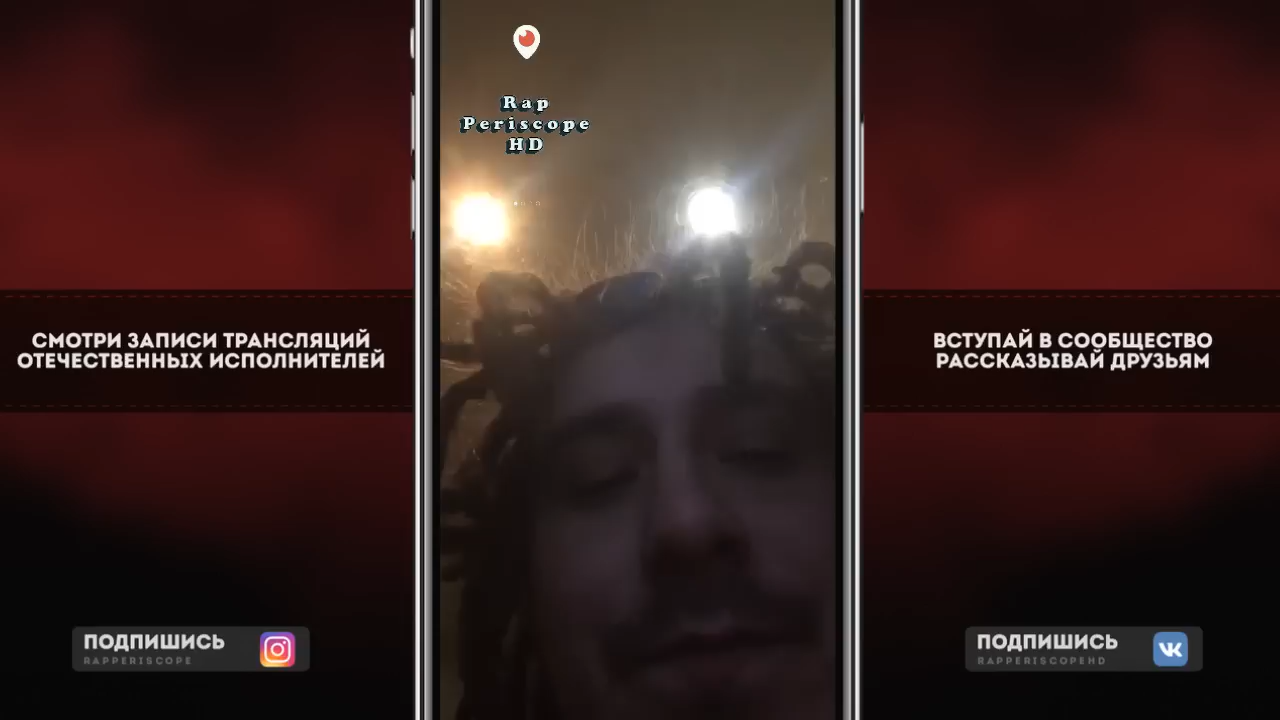 Rap
Periscope
HD
СМОТРИ ЗАПИСИ ТРАНСЛЯЦИЙ
ОТЕЧЕСТВЕННЫХ ИСПОЛНИТЕЛЕЙ
ВСТУПАЙ В СООБЩЕСТВО
РАССКАЗЫВАЙ ДРУЗЬЯМ
ПОДПИШИСЬ
RAPPERISCOPE
ПОДПИШИСЬ
RAPPERISCOPEHD